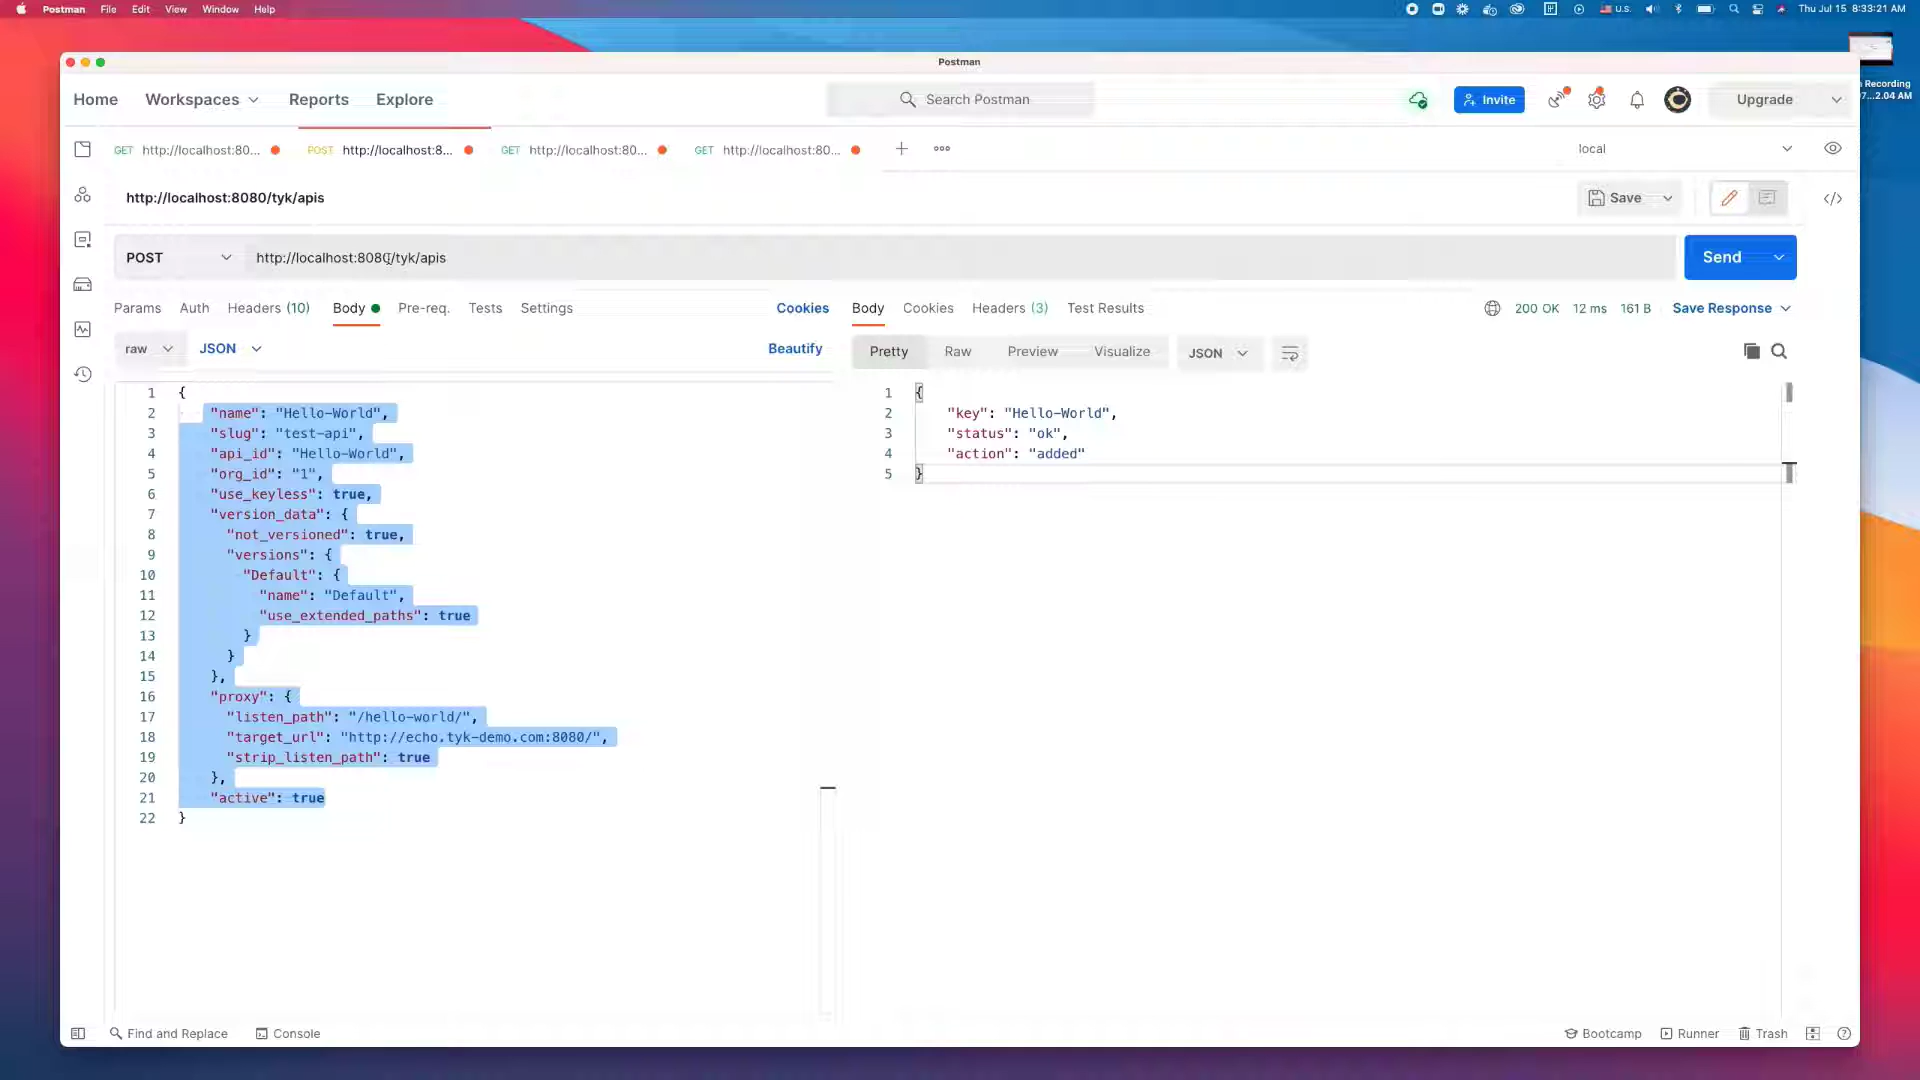 Postman File Edit View Window Help
U.S. Thu Jul 15 8:33:21 AM
Postman
Recording
...2.04 AM
Home Workspaces Reports Explore
Search Postman
Invite
Upgrade
GET http://localhost:80...
POST http://localhost:8...
GET http://localhost:80...
GET http://localhost:80...
local
http://localhost:8080/tyk/apis
Save
POST http://localhost:8080/tyk/apis
Send
Params Auth Headers (10) Body Pre-req. Tests Settings Cookies
raw JSON Beautify
1 {
2 "name": "Hello-World",
3 "slug": "test-api",
4 "api_id": "Hello-World",
5 "org_id": "1",
6 "use_keyless": true,
7 "version_data": {
8 "not_versioned": true,
9 "versions": {
10 "Default": {
11 "name": "Default",
12 "use_extended_paths": true
13 }
14 }
15 },
16 "proxy": {
17 "listen_path": "/hello-world/",
18 "target_url": "http://echo.tyk-demo.com:8080/",
19 "strip_listen_path": true
20 },
21 "active": true
22 }
Body Cookies Headers (3) Test Results
200 OK 12 ms 161 B Save Response
Pretty Raw Preview Visualize JSON
1 {
2 "key": "Hello-World",
3 "status": "ok",
4 "action": "added"
5 }
Find and Replace Console
Bootcamp Runner Trash